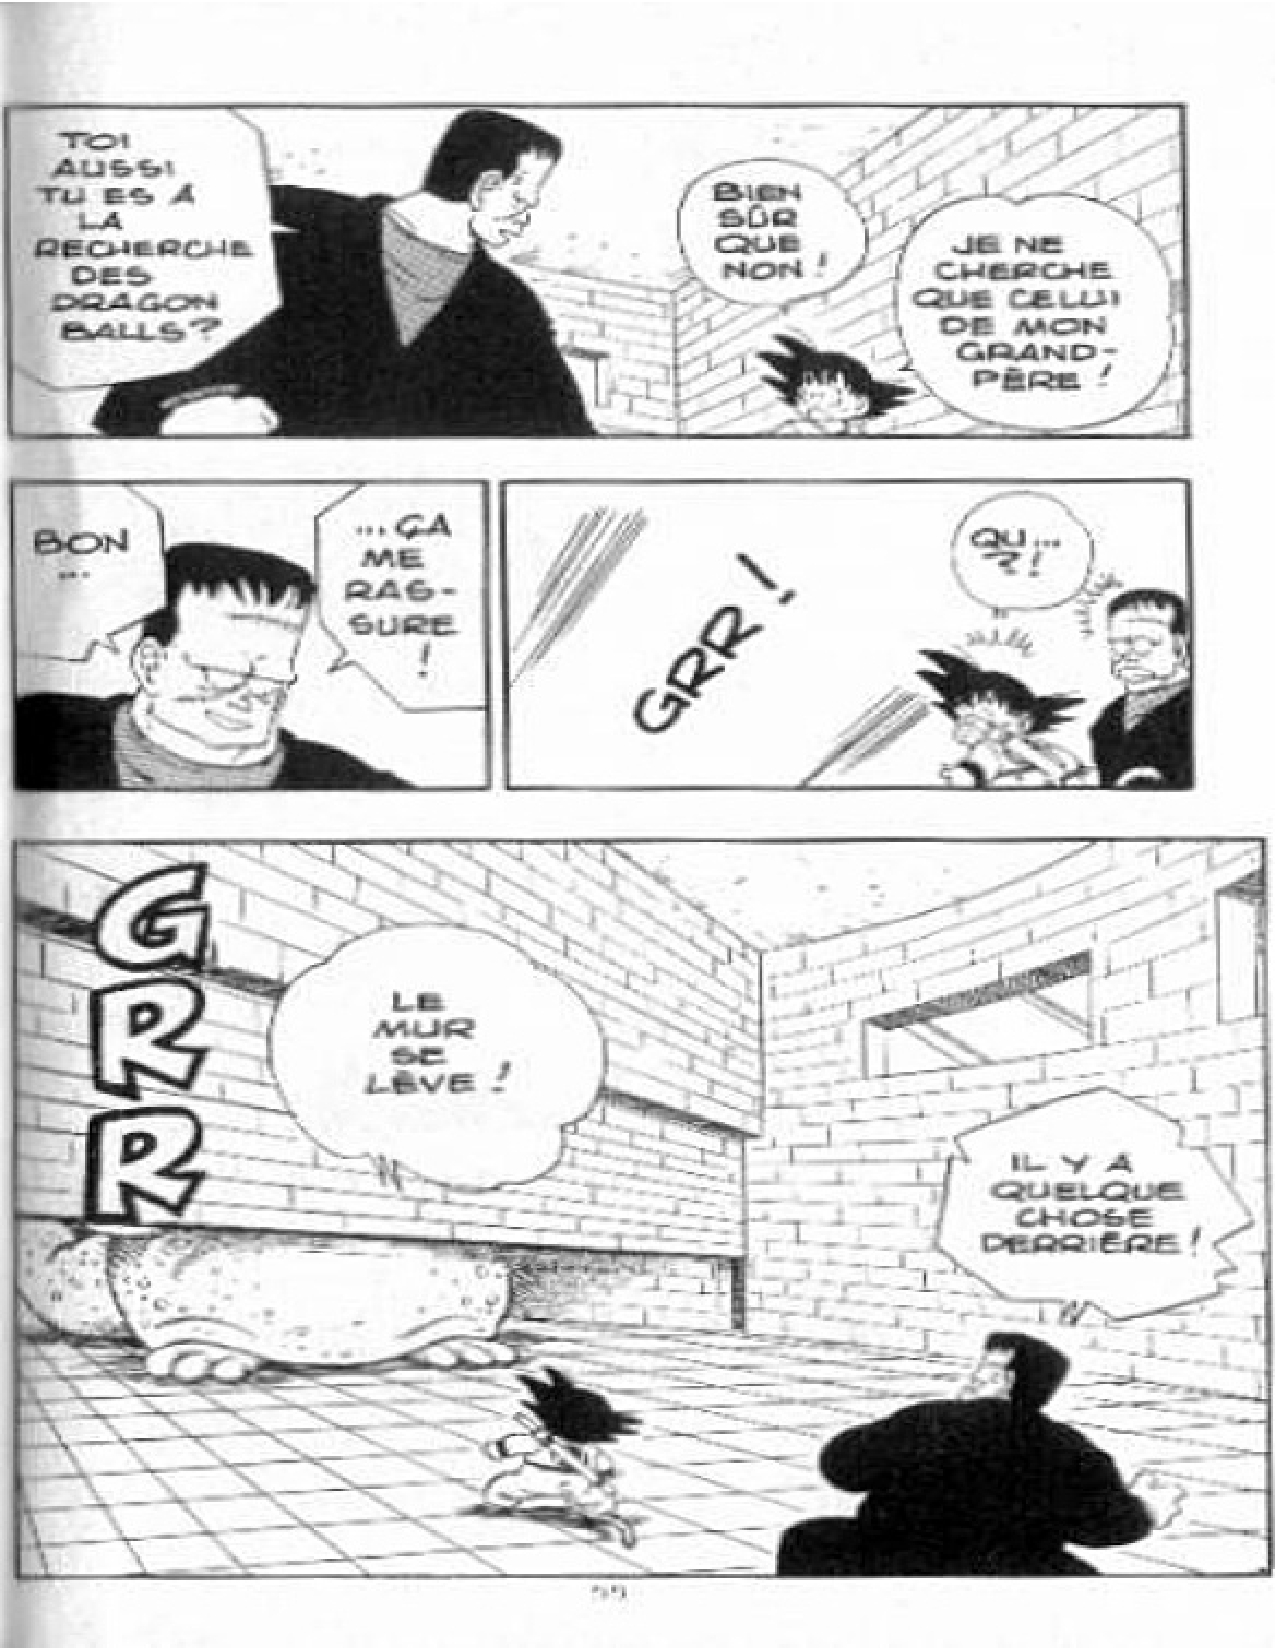 TOI
AUSSI
TU ES À
LA
RECHERCHE
DES
DRAGON
BALLS?
BIEN
SÛR
QUE
NON!
JE NE
CHERCHE
QUE CELUI
DE MON
GRAND-
PÈRE!
BON
...
...ÇA
ME
RAS-
SURE
!
GRR!
QU...
?!
GRR
LE
MUR
SE
LÈVE!
IL Y A
QUELQUE
CHOSE
DERRIÈRE!